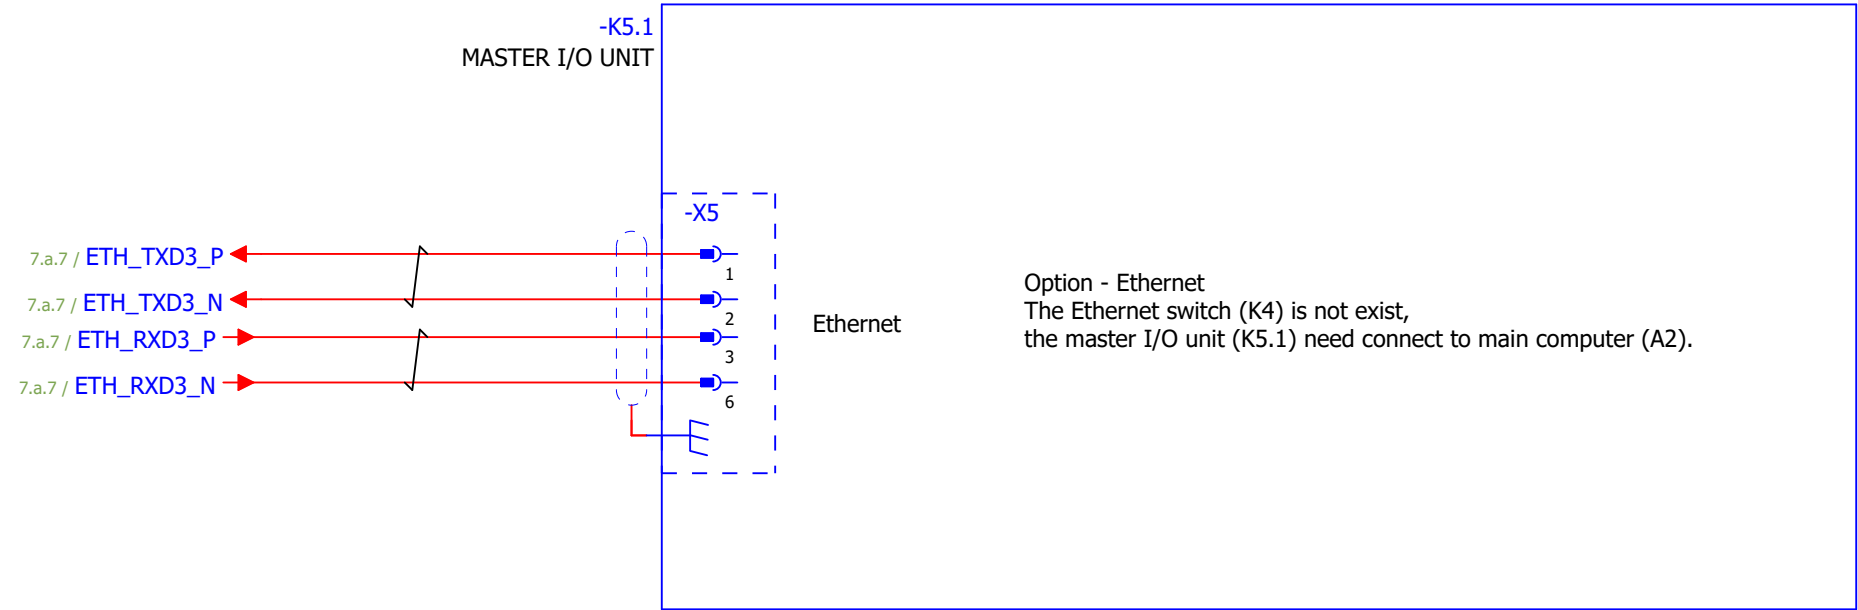 -K5.1
MASTER I/O UNIT
-X5
7.a.7 / ETH_TXD3_P
1
7.a.7 / ETH_TXD3_N
2
7.a.7 / ETH_RXD3_P
3
7.a.7 / ETH_RXD3_N
6
Ethernet
Option - Ethernet
The Ethernet switch (K4) is not exist,
the master I/O unit (K5.1) need connect to main computer (A2).